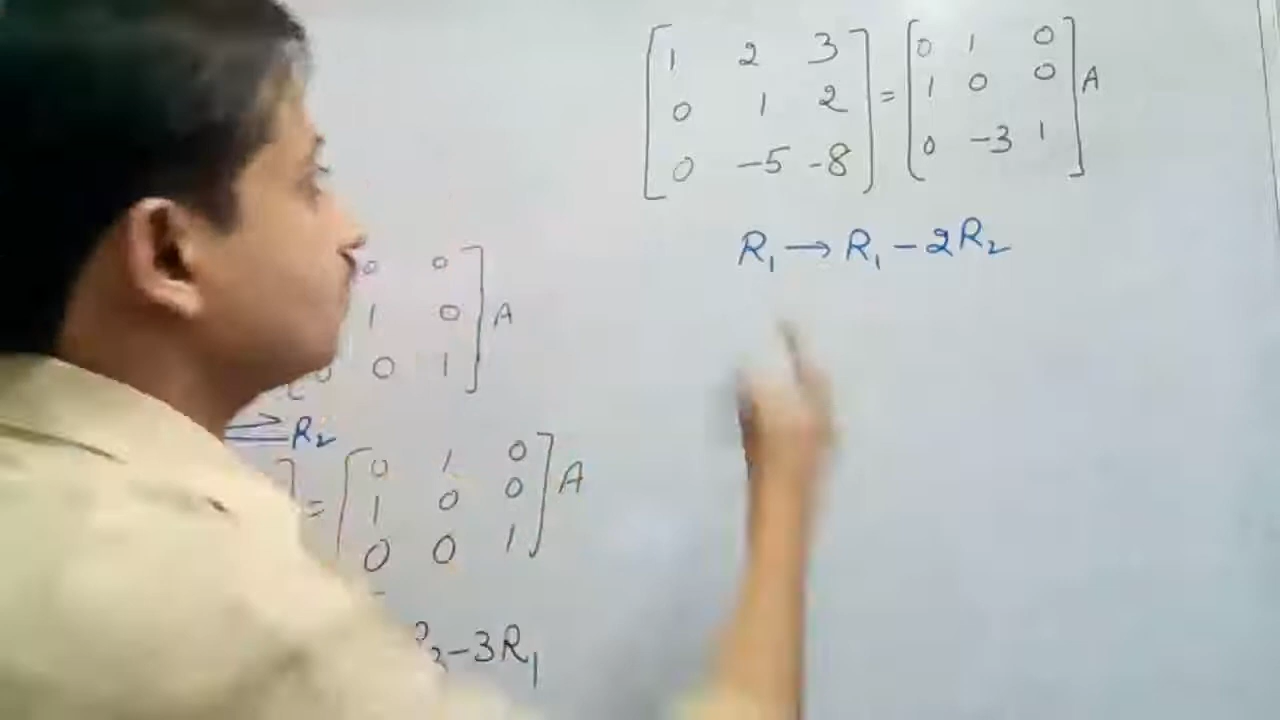 1 2 3 0 1 0
0 1 2 = 1 0 0 A
0 -5 -8 0 -3 1
R₁ → R₁ - 2R₂
0 0
1 0 A
0 0 1
R₂
0 1 0
= 1 0 0 A
0 0 1
-3R₁